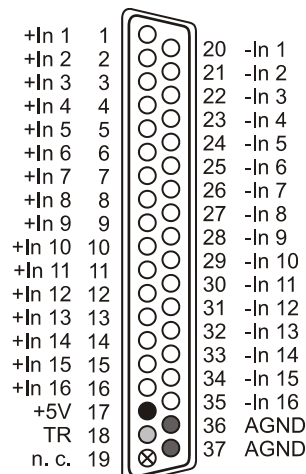 +In 1 1
20 -In 1
+In 2 2
21 -In 2
+In 3 3
22 -In 3
+In 4 4
23 -In 4
+In 5 5
24 -In 5
+In 6 6
25 -In 6
+In 7 7
26 -In 7
+In 8 8
27 -In 8
+In 9 9
28 -In 9
+In 10 10
29 -In 10
+In 11 11
30 -In 11
+In 12 12
31 -In 12
+In 13 13
32 -In 13
+In 14 14
33 -In 14
+In 15 15
34 -In 15
+In 16 16
35 -In 16
+5V 17
36 AGND
TR 18
37 AGND
n. c. 19